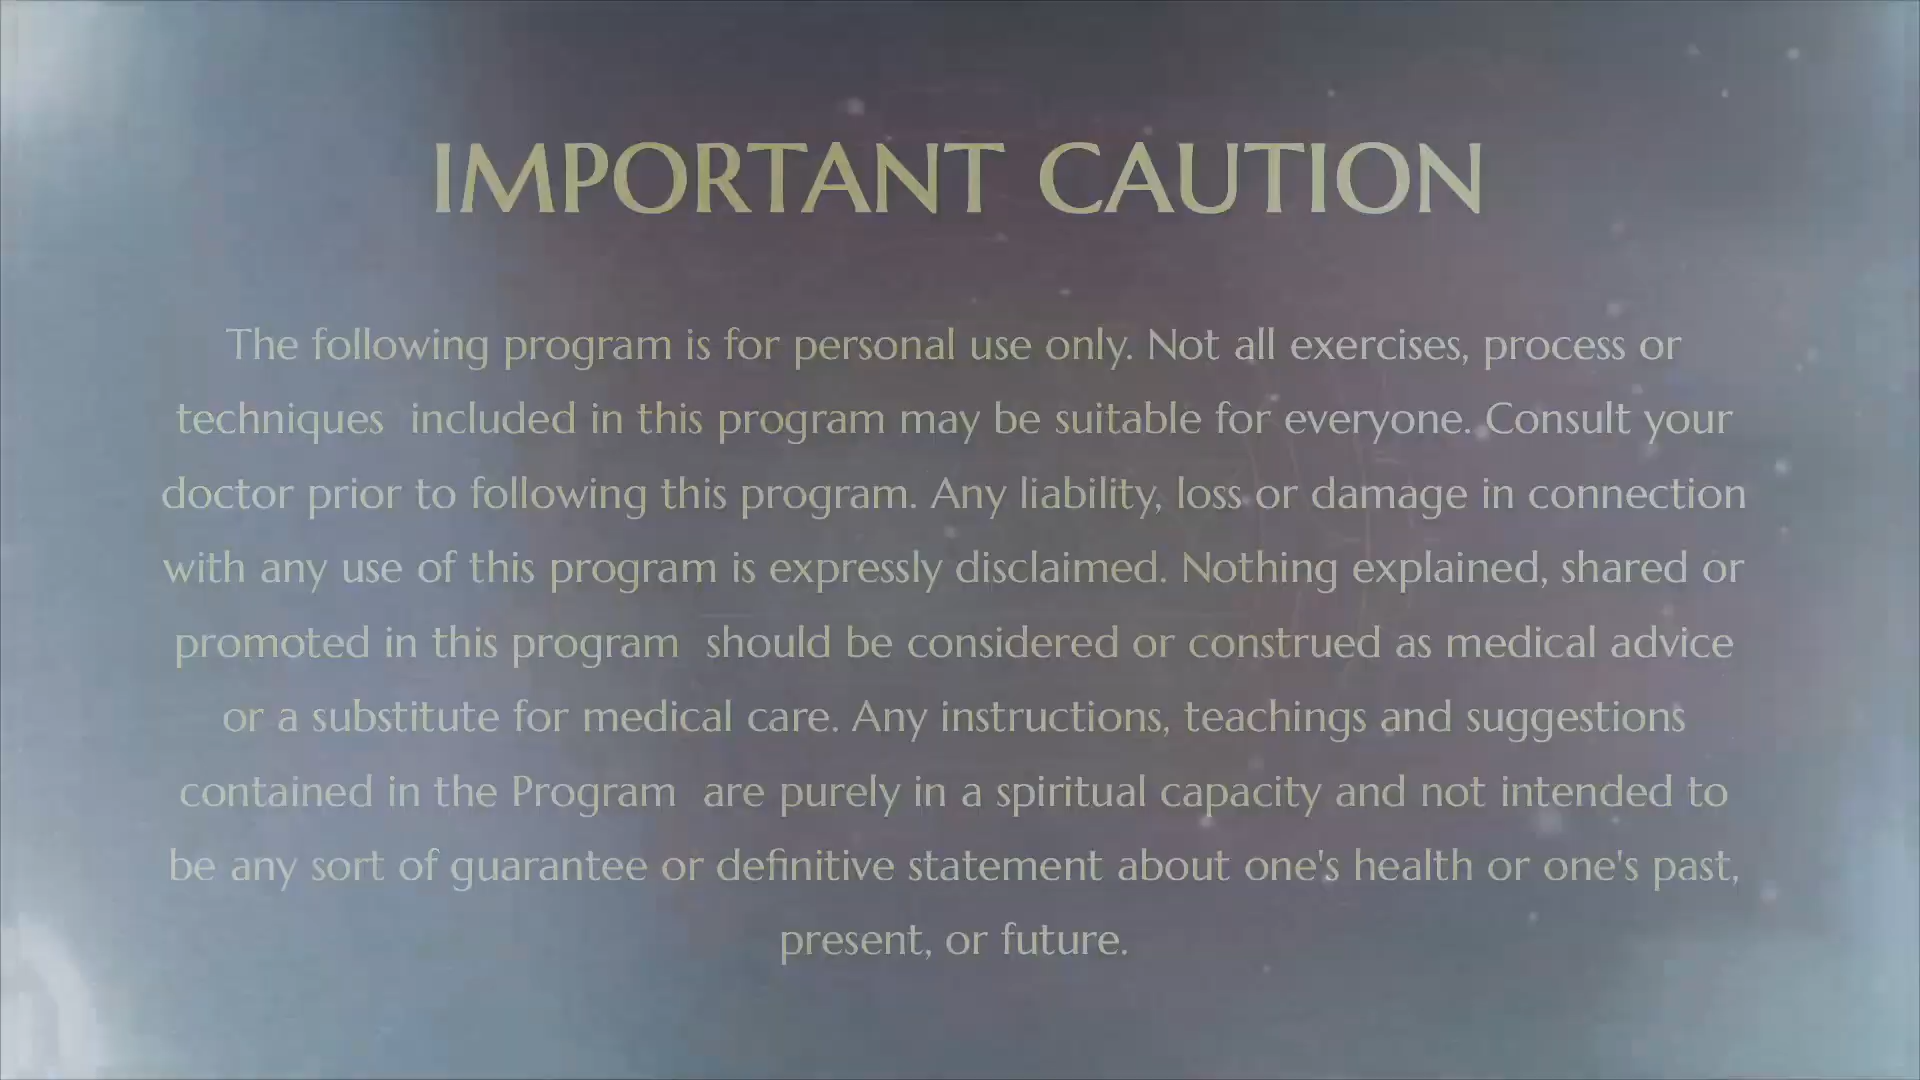 IMPORTANT CAUTION
The following program is for personal use only. Not all exercises, process or
techniques  included in this program may be suitable for everyone. Consult your
doctor prior to following this program. Any liability, loss or damage in connection
with any use of this program is expressly disclaimed. Nothing explained, shared or
promoted in this program  should be considered or construed as medical advice
or a substitute for medical care. Any instructions, teachings and suggestions
contained in the Program  are purely in a spiritual capacity and not intended to
be any sort of guarantee or definitive statement about one's health or one's past,
present, or future.